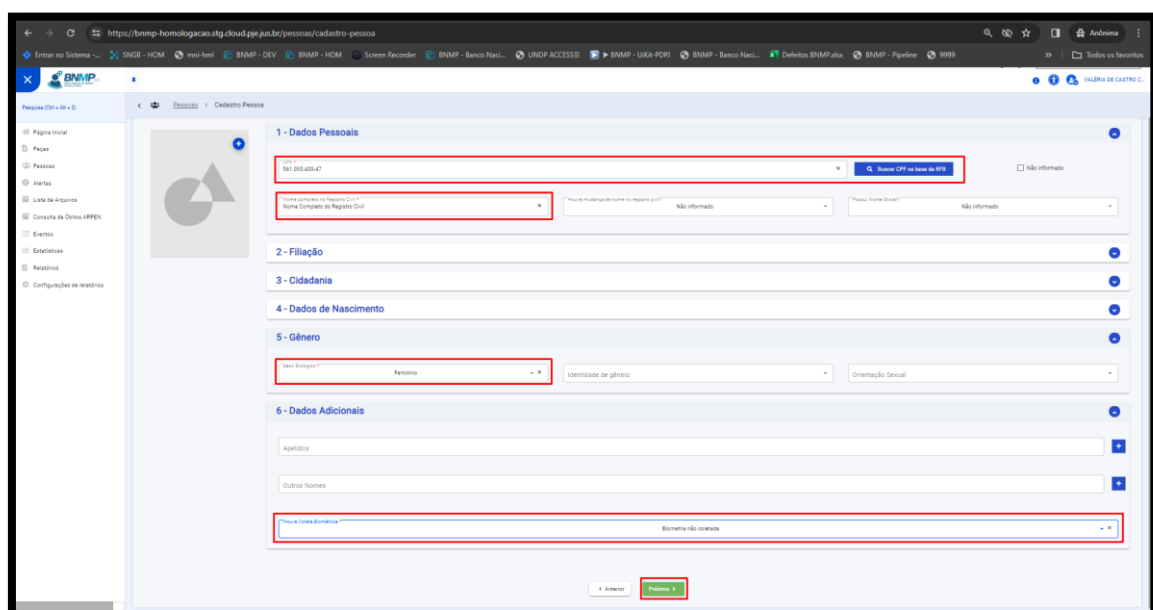 https://bnmp-homologacao.stg.cloud.pje.jus.br/pessoas/cadastro-pessoa
Anônima
Entrar no Sistema -...
SNGB - HOM
mni-hml
BNMP - DEV
BNMP - HOM
Screen Recorder
BNMP - Banco Naci...
UNDP ACCESSE
BNMP - UiKit-PDPJ
BNMP - Banco Naci...
Defeitos BNMP.xlsx
BNMP - Pipeline
9999
»
Todos os favoritos
BNMP
VALÉRIA DE CASTRO C...
Pesquisa (Ctrl + Alt + S)
Pessoas > Cadastro Pessoa
Página Inicial
Peças
Pessoas
Alertas
Lista de Arquivos
Consulta de Óbitos ARPEN
Eventos
Estatísticas
Relatórios
Configurações de relatórios
1 - Dados Pessoais
CPF *
Buscar CPF na base da RFB
Não informado
Nome completo no Registro Civil *
Nome Completo do Registro Civil
Houve mudança de nome no registro civil?
Não informado
Possui Nome Social?
Não informado
2 - Filiação
3 - Cidadania
4 - Dados de Nascimento
5 - Gênero
Sexo Biológico *
Feminino
Identidade de gênero
Orientação Sexual
6 - Dados Adicionais
Apelidos
Outros Nomes
Houve Coleta Biométrica *
Biometria não coletada
< Anterior
Próximo >